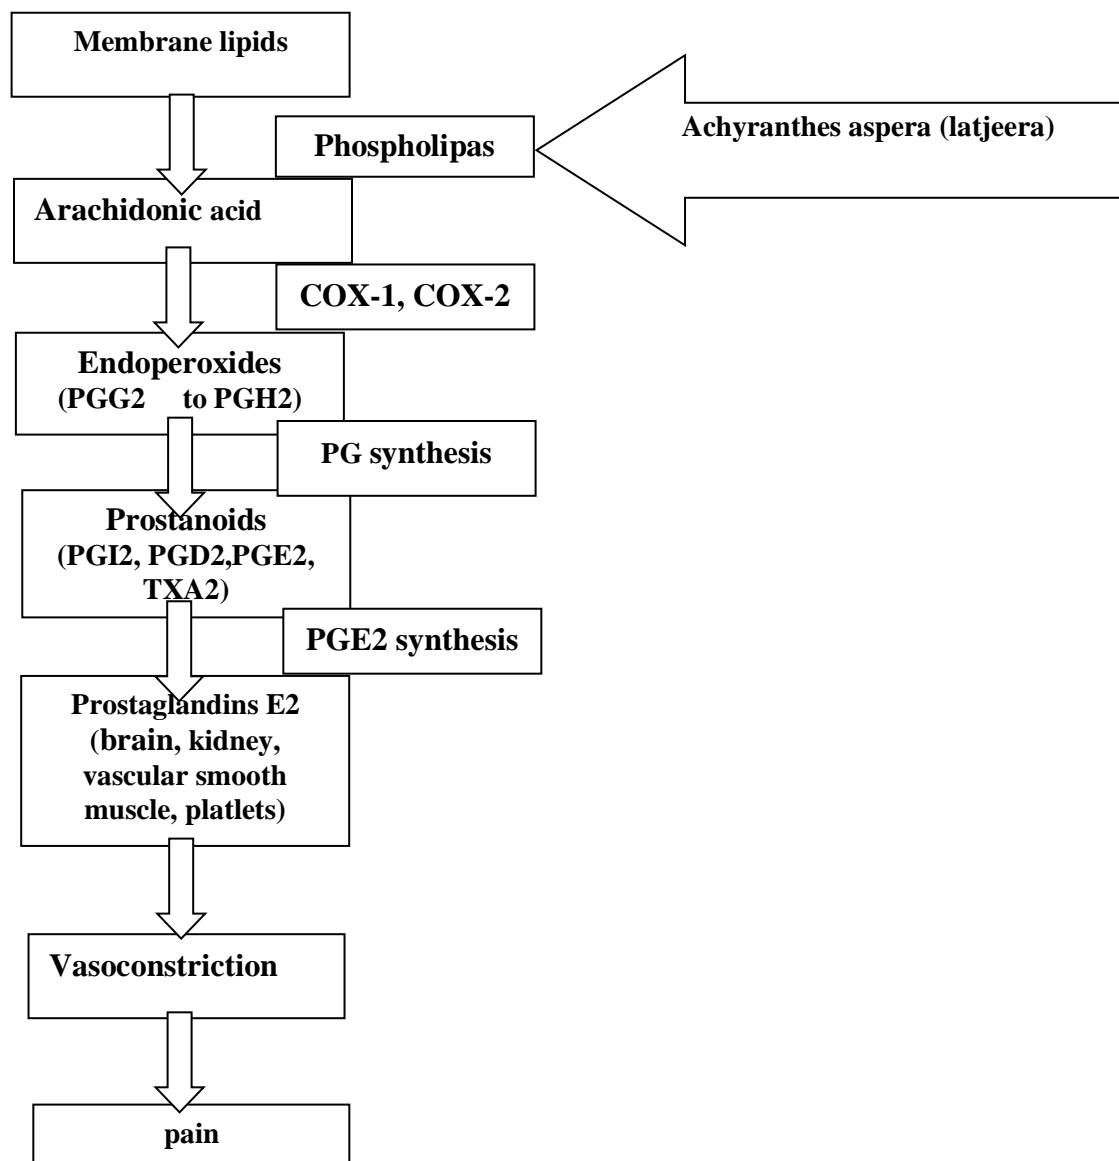 Membrane lipids
Achyranthes aspera (latjeera)
Phospholipas
Arachidonic acid
COX-1, COX-2
Endoperoxides
(PGG2 to PGH2)
PG synthesis
Prostanoids
(PGI2, PGD2,PGE2,
TXA2)
PGE2 synthesis
Prostaglandins E2
(brain, kidney,
vascular smooth
muscle, platlets)
Vasoconstriction
pain